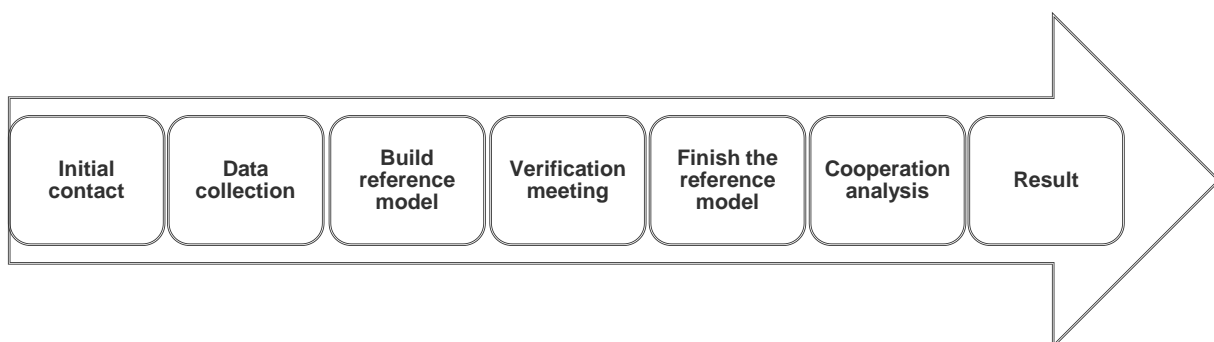 Initial
contact
Data
collection
Build
reference
model
Verification
meeting
Finish the
reference
model
Cooperation
analysis
Result